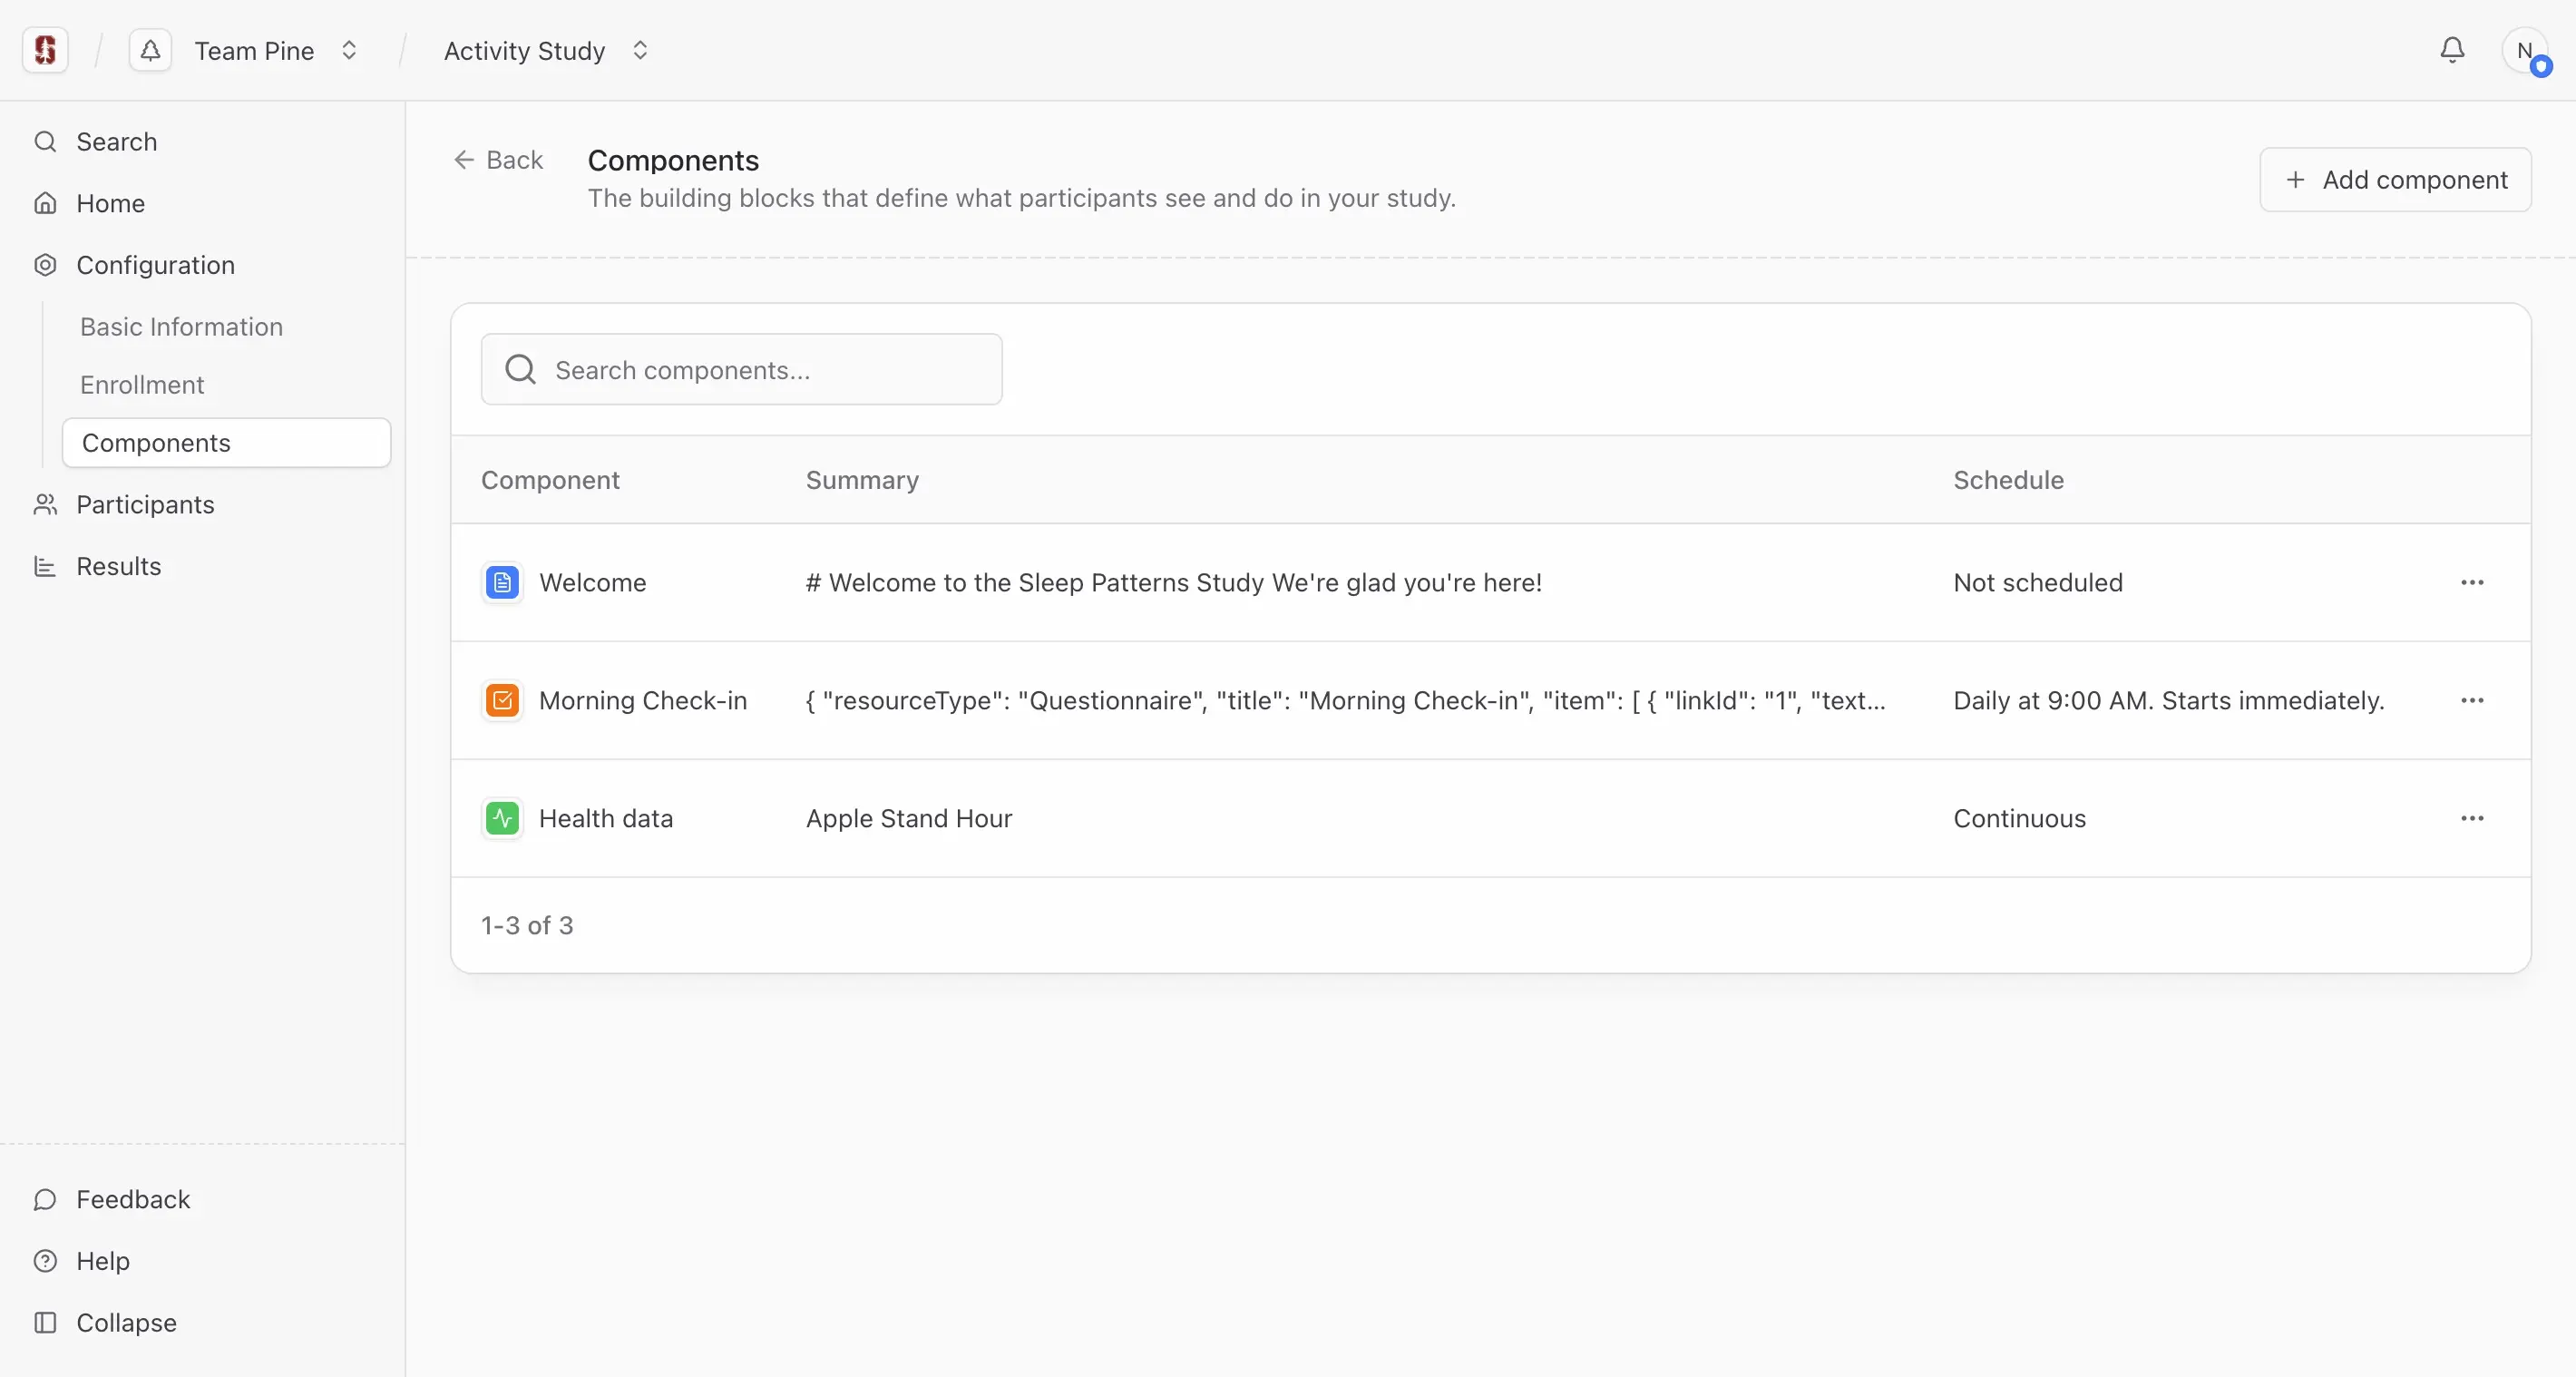 Team Pine
Activity Study
N
Search
Home
Configuration
Basic Information
Enrollment
Components
Participants
Results
Feedback
Help
Collapse
Back
Components
The building blocks that define what participants see and do in your study.
Add component
Search components...
Component Summary Schedule
Welcome # Welcome to the Sleep Patterns Study We're glad you're here! Not scheduled
Morning Check-in { "resourceType": "Questionnaire", "title": "Morning Check-in", "item": [ { "linkId": "1", "text... Daily at 9:00 AM. Starts immediately.
Health data Apple Stand Hour Continuous
1-3 of 3